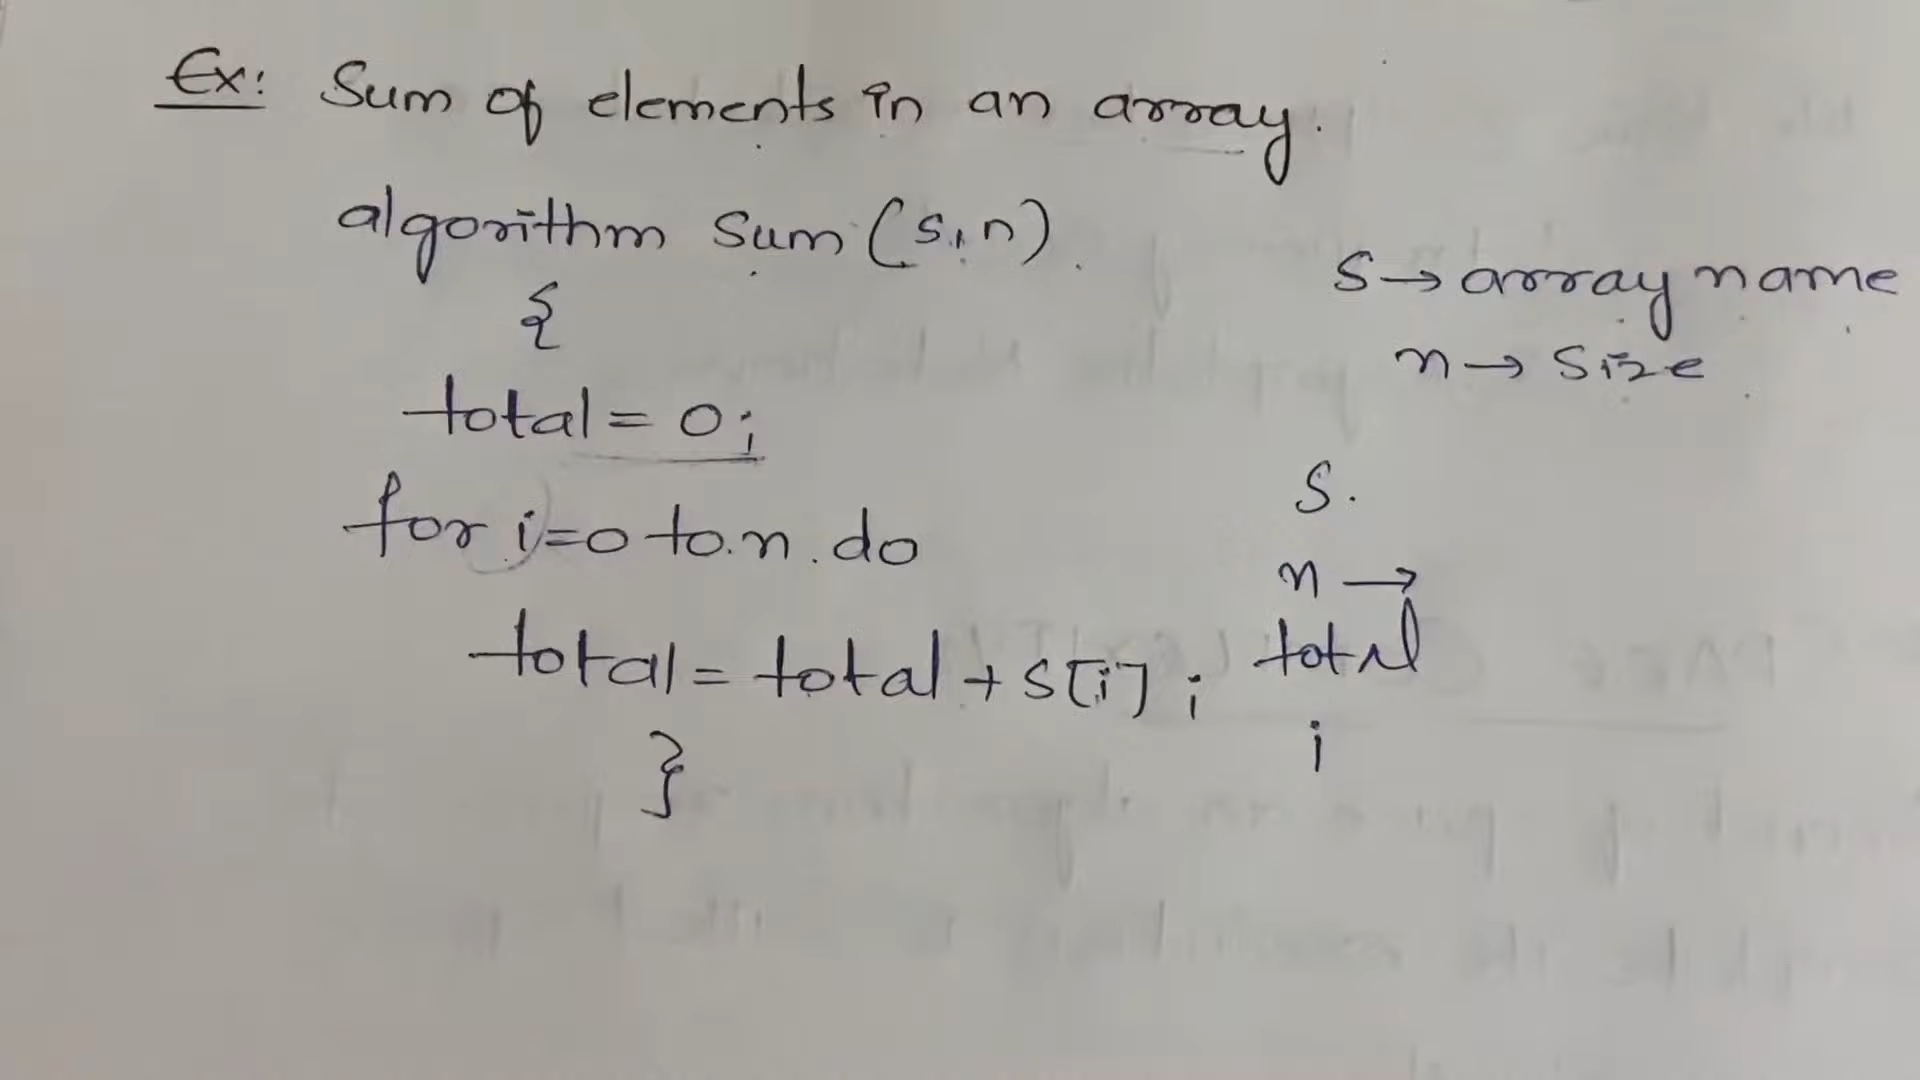 Ex: Sum of elements in an array.
algorithm sum (s, n)
{
total = 0;
for i=0 to n do
total = total + s[i];
}
s → array name
n → size
s.
n →
total
i